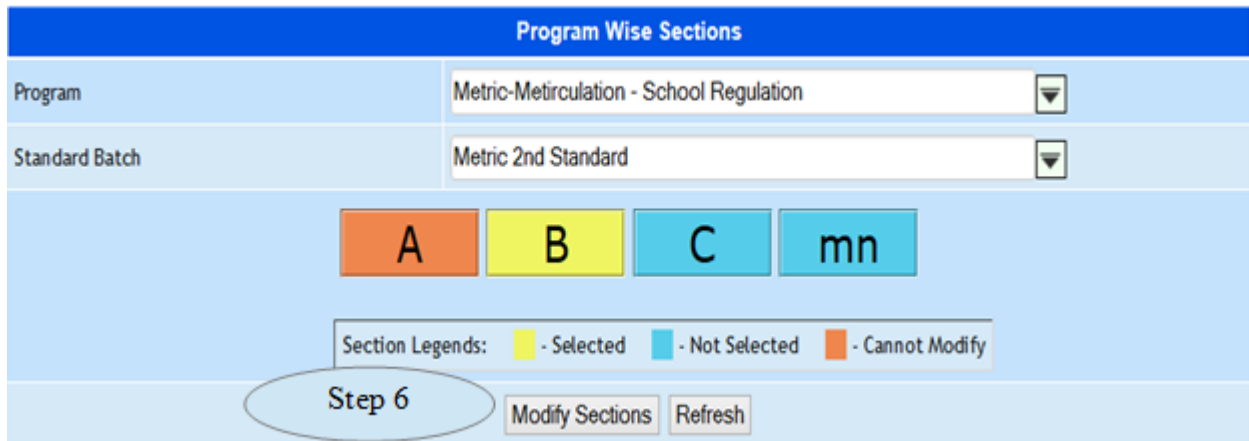 Program Wise Sections
Program Metric-Metirculation - School Regulation
Standard Batch Metric 2nd Standard
A B C mn
Section Legends: - Selected - Not Selected - Cannot Modify
Step 6 Modify Sections Refresh